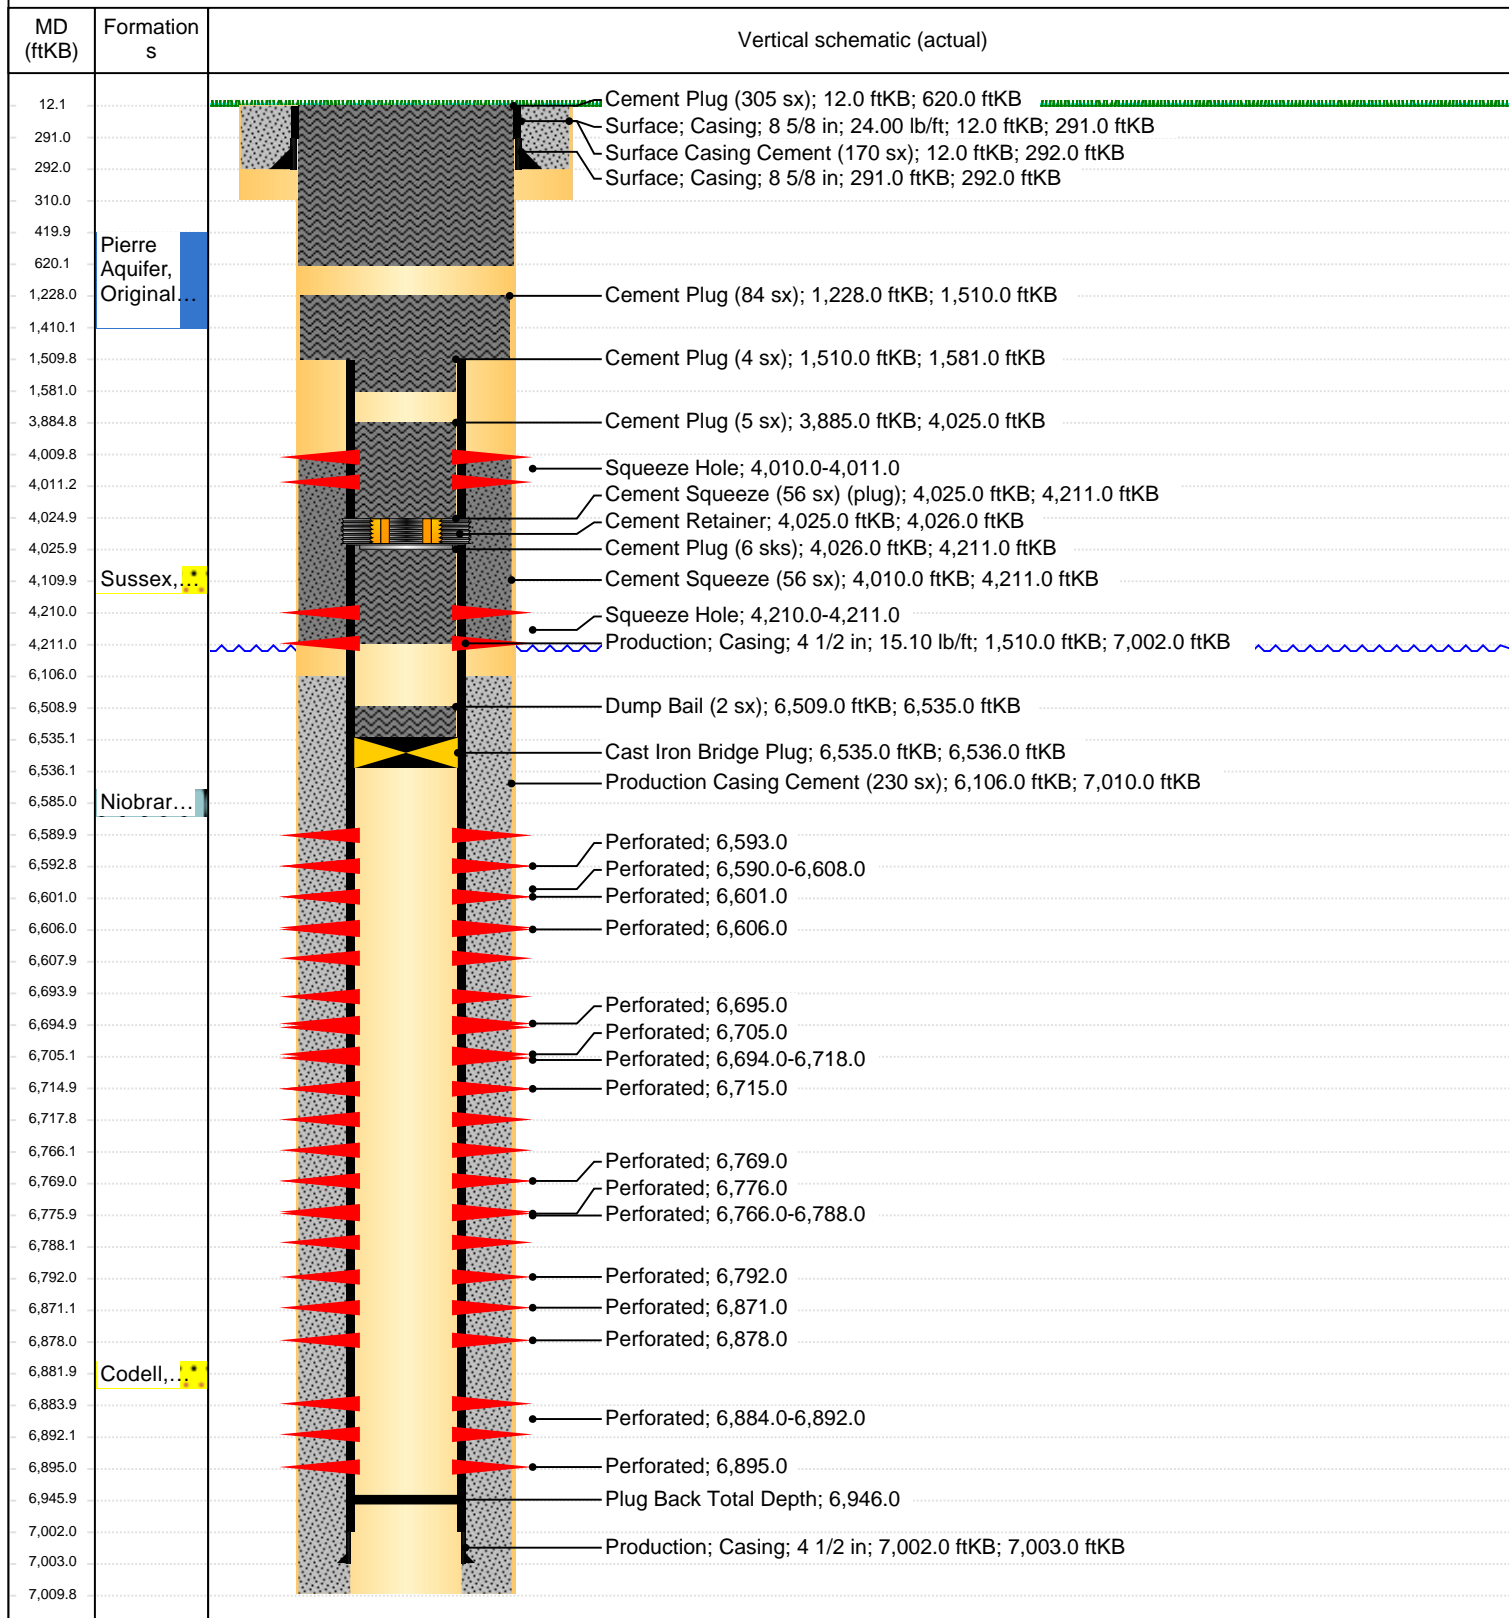 MD
(ftKB)
Formation
s
Vertical schematic (actual)
12.1
291.0
292.0
310.0
419.9
620.1
1,228.0
1,410.1
1,509.8
1,581.0
3,884.8
4,009.8
4,011.2
4,024.9
4,025.9
4,109.9
4,210.0
4,211.0
6,106.0
6,508.9
6,535.1
6,536.1
6,585.0
6,589.9
6,592.8
6,601.0
6,606.0
6,607.9
6,693.9
6,694.9
6,705.1
6,714.9
6,717.8
6,766.1
6,769.0
6,775.9
6,788.1
6,792.0
6,871.1
6,878.0
6,881.9
6,883.9
6,892.1
6,895.0
6,945.9
7,002.0
7,003.0
7,009.8
Pierre
Aquifer,
Original...
Sussex,...
Niobrar...
Codell,...
Cement Plug (305 sx); 12.0 ftKB; 620.0 ftKB
Surface; Casing; 8 5/8 in; 24.00 lb/ft; 12.0 ftKB; 291.0 ftKB
Surface Casing Cement (170 sx); 12.0 ftKB; 292.0 ftKB
Surface; Casing; 8 5/8 in; 291.0 ftKB; 292.0 ftKB
Cement Plug (84 sx); 1,228.0 ftKB; 1,510.0 ftKB
Cement Plug (4 sx); 1,510.0 ftKB; 1,581.0 ftKB
Cement Plug (5 sx); 3,885.0 ftKB; 4,025.0 ftKB
Squeeze Hole; 4,010.0-4,011.0
Cement Squeeze (56 sx) (plug); 4,025.0 ftKB; 4,211.0 ftKB
Cement Retainer; 4,025.0 ftKB; 4,026.0 ftKB
Cement Plug (6 sks); 4,026.0 ftKB; 4,211.0 ftKB
Cement Squeeze (56 sx); 4,010.0 ftKB; 4,211.0 ftKB
Squeeze Hole; 4,210.0-4,211.0
Production; Casing; 4 1/2 in; 15.10 lb/ft; 1,510.0 ftKB; 7,002.0 ftKB
Dump Bail (2 sx); 6,509.0 ftKB; 6,535.0 ftKB
Cast Iron Bridge Plug; 6,535.0 ftKB; 6,536.0 ftKB
Production Casing Cement (230 sx); 6,106.0 ftKB; 7,010.0 ftKB
Perforated; 6,593.0
Perforated; 6,590.0-6,608.0
Perforated; 6,601.0
Perforated; 6,606.0
Perforated; 6,695.0
Perforated; 6,705.0
Perforated; 6,694.0-6,718.0
Perforated; 6,715.0
Perforated; 6,769.0
Perforated; 6,776.0
Perforated; 6,766.0-6,788.0
Perforated; 6,792.0
Perforated; 6,871.0
Perforated; 6,878.0
Perforated; 6,884.0-6,892.0
Perforated; 6,895.0
Plug Back Total Depth; 6,946.0
Production; Casing; 4 1/2 in; 7,002.0 ftKB; 7,003.0 ftKB